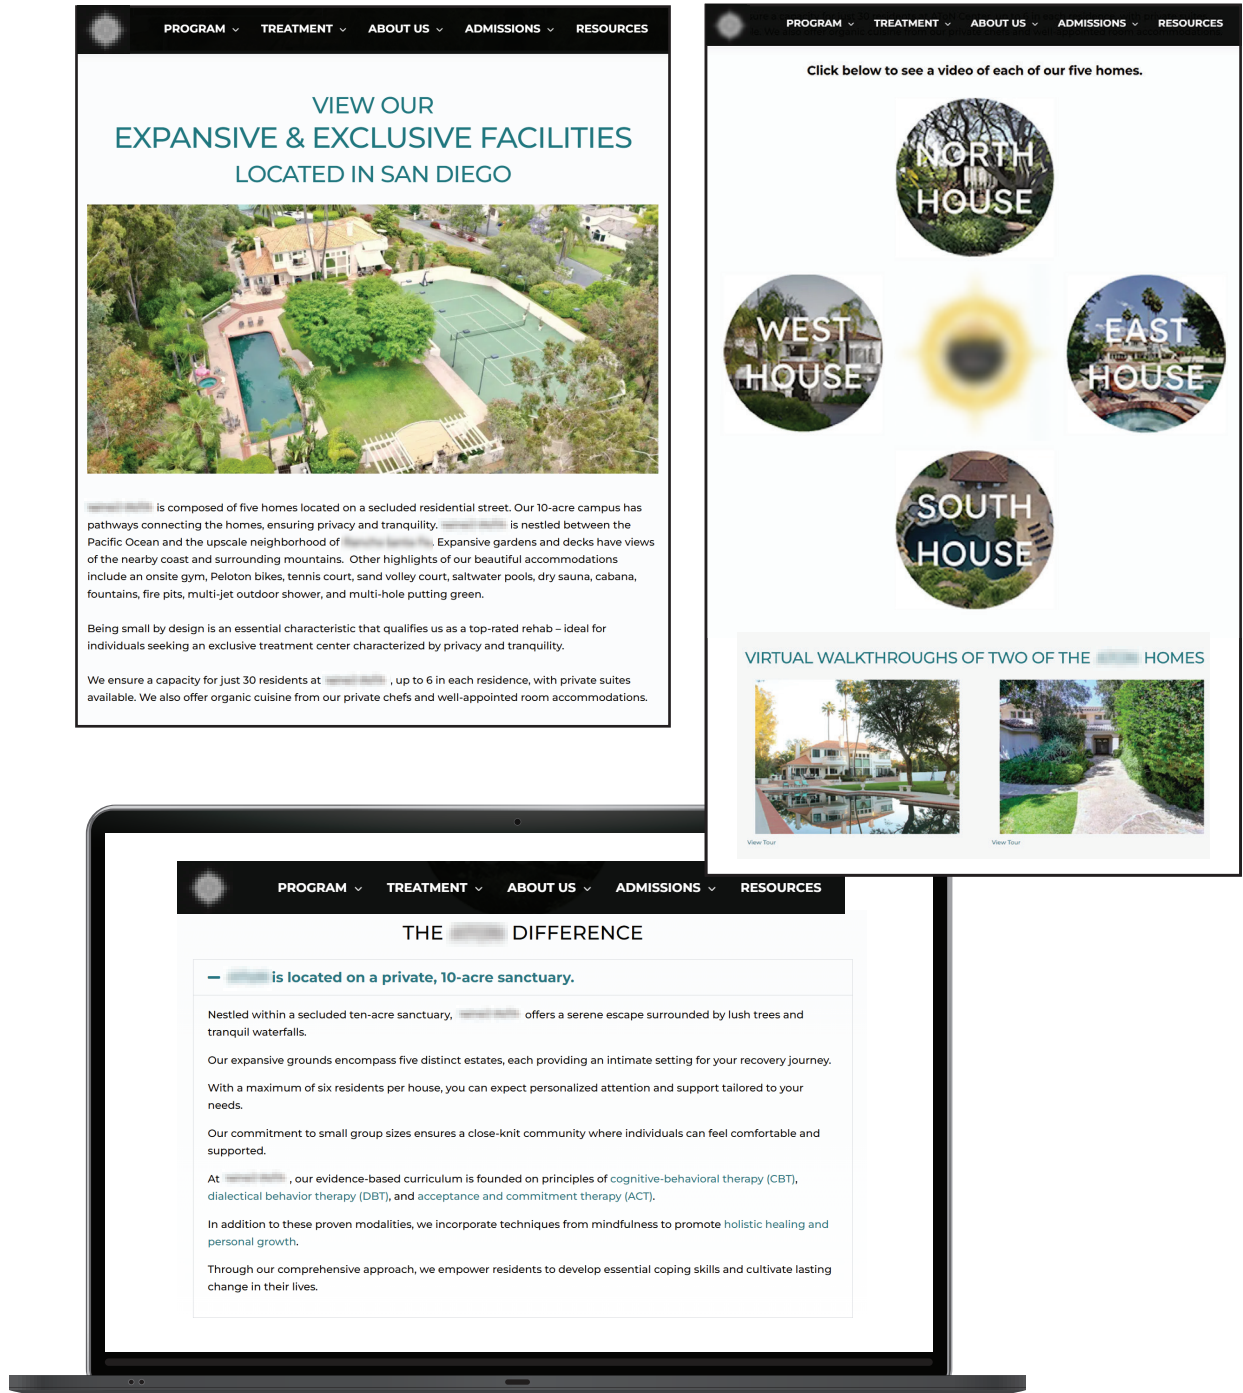 PROGRAM TREATMENT ABOUT US ADMISSIONS RESOURCES
VIEW OUR
EXPANSIVE & EXCLUSIVE FACILITIES
LOCATED IN SAN DIEGO
is composed of five homes located on a secluded residential street. Our 10-acre campus has
pathways connecting the homes, ensuring privacy and tranquility. is nestled between the
Pacific Ocean and the upscale neighborhood of . Expansive gardens and decks have views
of the nearby coast and surrounding mountains. Other highlights of our beautiful accommodations
include an onsite gym, Peloton bikes, tennis court, sand volley court, saltwater pools, dry sauna, cabana,
fountains, fire pits, multi-jet outdoor shower, and multi-hole putting green.
Being small by design is an essential characteristic that qualifies us as a top-rated rehab – ideal for
individuals seeking an exclusive treatment center characterized by privacy and tranquility.
We ensure a capacity for just 30 residents at , up to 6 in each residence, with private suites
available. We also offer organic cuisine from our private chefs and well-appointed room accommodations.
PROGRAM TREATMENT ABOUT US ADMISSIONS RESOURCES
Click below to see a video of each of our five homes.
NORTH
HOUSE
WEST
HOUSE
EAST
HOUSE
SOUTH
HOUSE
VIRTUAL WALKTHROUGHS OF TWO OF THE HOMES
View Tour
View Tour
PROGRAM TREATMENT ABOUT US ADMISSIONS RESOURCES
THE DIFFERENCE
is located on a private, 10-acre sanctuary.
Nestled within a secluded ten-acre sanctuary, offers a serene escape surrounded by lush trees and
tranquil waterfalls.
Our expansive grounds encompass five distinct estates, each providing an intimate setting for your recovery journey.
With a maximum of six residents per house, you can expect personalized attention and support tailored to your
needs.
Our commitment to small group sizes ensures a close-knit community where individuals can feel comfortable and
supported.
At , our evidence-based curriculum is founded on principles of cognitive-behavioral therapy (CBT),
dialectical behavior therapy (DBT), and acceptance and commitment therapy (ACT).
In addition to these proven modalities, we incorporate techniques from mindfulness to promote holistic healing and
personal growth.
Through our comprehensive approach, we empower residents to develop essential coping skills and cultivate lasting
change in their lives.